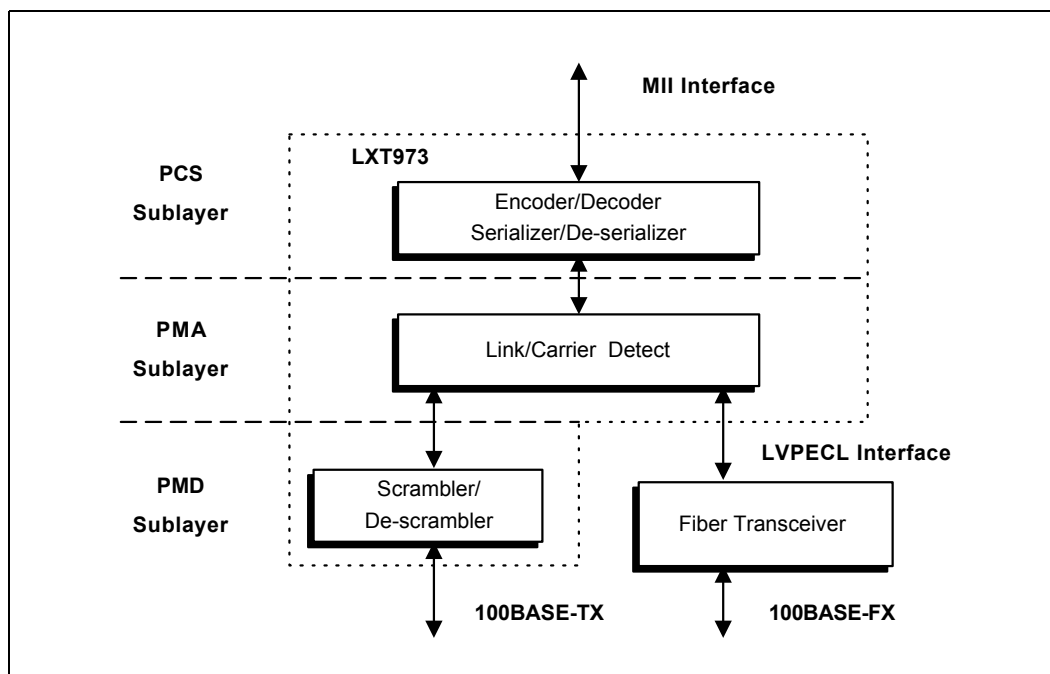 MII Interface
LXT973
PCS
Sublayer
Encoder/Decoder
Serializer/De-serializer
PMA
Sublayer
Link/Carrier Detect
LVPECL Interface
PMD
Sublayer
Scrambler/
De-scrambler
Fiber Transceiver
100BASE-TX
100BASE-FX